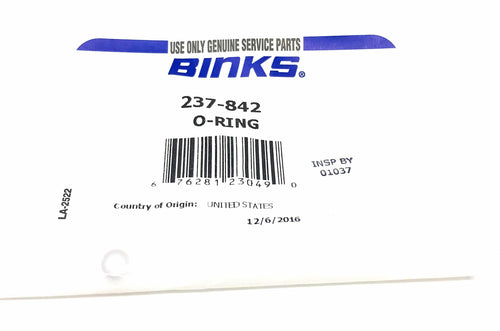 USE ONLY GENUINE SERVICE PARTS
BINKS®
237-842
O-RING
6 76281 23049 0
INSP BY
01037
LA-2522
Country of Origin: UNITED STATES
12/6/2016